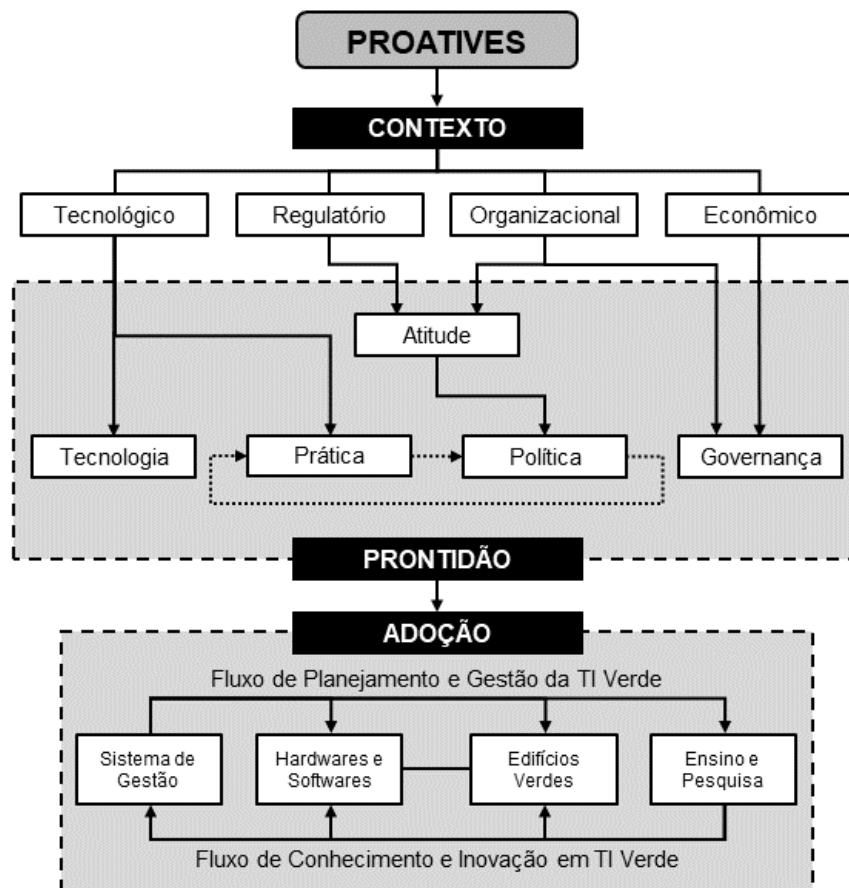 PROATIVES
CONTEXTO
Tecnológico
Regulatório
Organizacional
Econômico
Atitude
Tecnologia
Prática
Política
Governança
PRONTIDÃO
ADOÇÃO
Fluxo de Planejamento e Gestão da TI Verde
Sistema de
Gestão
Hardwares e
Softwares
Edifícios
Verdes
Ensino e
Pesquisa
Fluxo de Conhecimento e Inovação em TI Verde